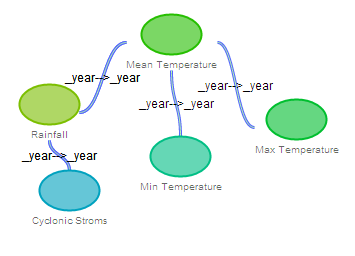 Mean Temperature
_year-->_year
_year-->_year
_year-->_year
Rainfall
Max Temperature
_year-->_year
Min Temperature
Cyclonic Stroms